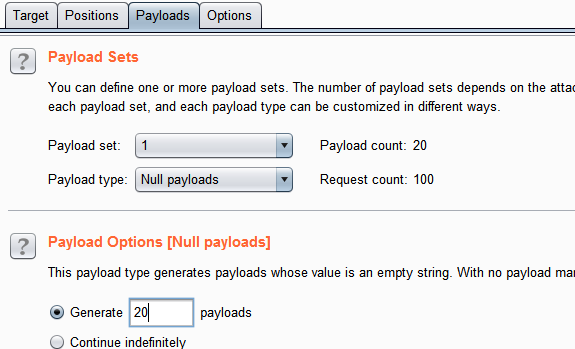 Target Positions Payloads Options
? Payload Sets
You can define one or more payload sets. The number of payload sets depends on the
each payload set, and each payload type can be customized in different ways.
Payload set: 1 Payload count: 20
Payload type: Null payloads Request count: 100
? Payload Options [Null payloads]
This payload type generates payloads whose value is an empty string. With no payload
Generate 20 payloads
Continue indefinitely